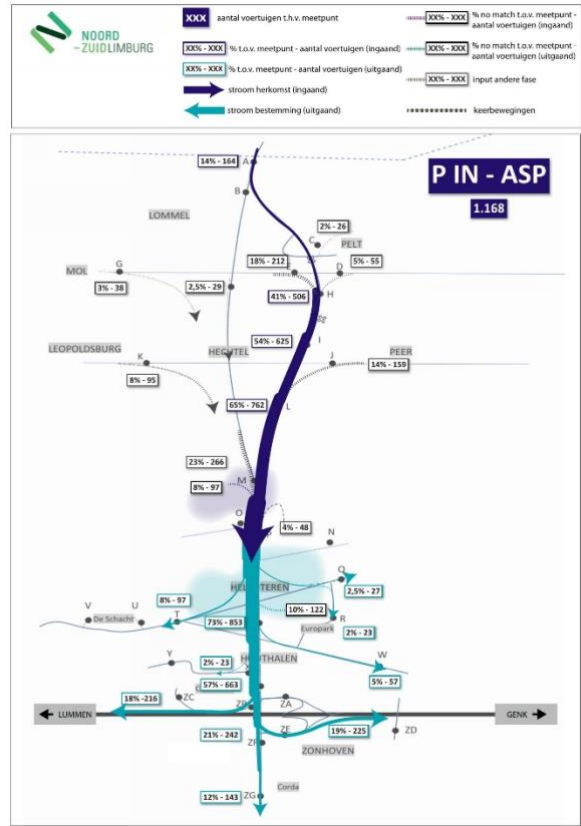 NOORD
-ZUIDLIMBURG
XXX
aantal voertuigen t.h.v. meetpunt
XX% - XXX
% t.o.v. meetpunt - aantal voertuigen (ingaand)
XX% - XXX
% t.o.v. meetpunt - aantal voertuigen (uitgaand)
stroom herkomst (ingaand)
stroom bestemming (uitgaand)
XX% - XXX
% no match t.o.v. meetpunt -
aantal voertuigen (ingaand)
XX% - XXX
% no match t.o.v. meetpunt -
aantal voertuigen (uitgaand)
XX% - XXX
input andere fase
keerbewegingen
P IN - ASP
1.168
14% - 164
A
B
LOMMEL
2% - 26
C
PELT
18% - 212
E
D
5% - 55
MOL
G
3% - 38
2,5% - 29
41% - 506
H
54% - 625
I
LEOPOLDSBURG
K
HECHTEL
J
PEER
8% - 95
14% - 159
65% - 762
L
23% - 266
M
8% - 97
O
4% - 48
N
Q
2,5% - 27
8% - 97
10% - 122
V
U
De Schacht
T
73% - 853
R
Europark
2% - 23
Y
HOUTHALEN
W
2% - 23
5% - 57
57% - 663
18% -216
ZC
ZA
LUMMEN
GENK
21% - 242
ZE
19% - 225
ZD
ZF
ZONHOVEN
12% - 143
ZG
Corda